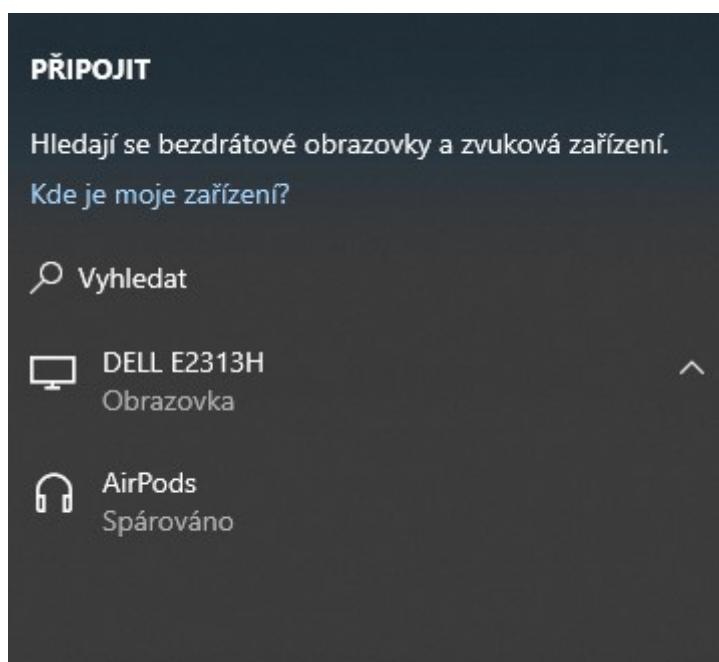 PŘIPOJIT
Hledají se bezdrátové obrazovky a zvuková zařízení.
Kde je moje zařízení?
Vyhledat
DELL E2313H
Obrazovka
AirPods
Spárováno